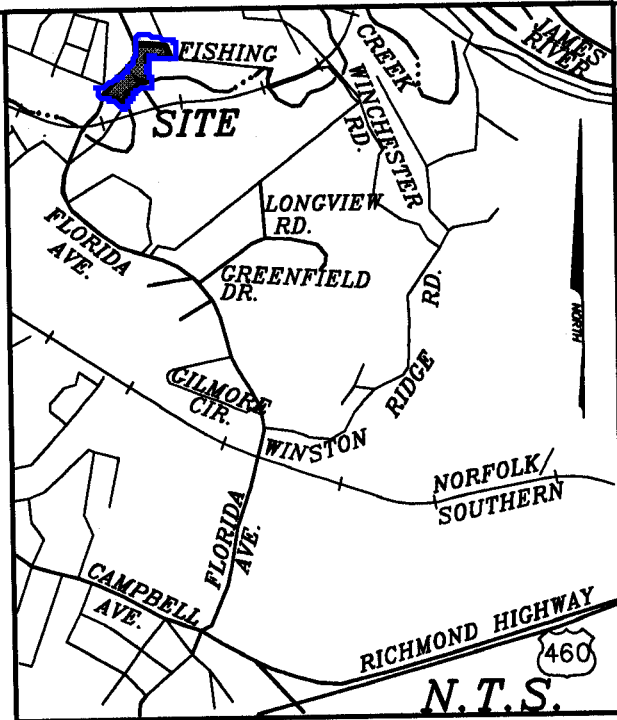 JAMES
RIVER
FISHING
CREEK
SITE
WINCHESTER
RD.
LONGVIEW
RD.
FLORIDA
AVE.
GREENFIELD
DR.
NORTH
GILMORE
CIR.
WINSTON
RIDGE
RD.
NORFOLK/
SOUTHERN
FLORIDA
AVE.
CAMPBELL
AVE.
RICHMOND HIGHWAY
460
N.T.S.